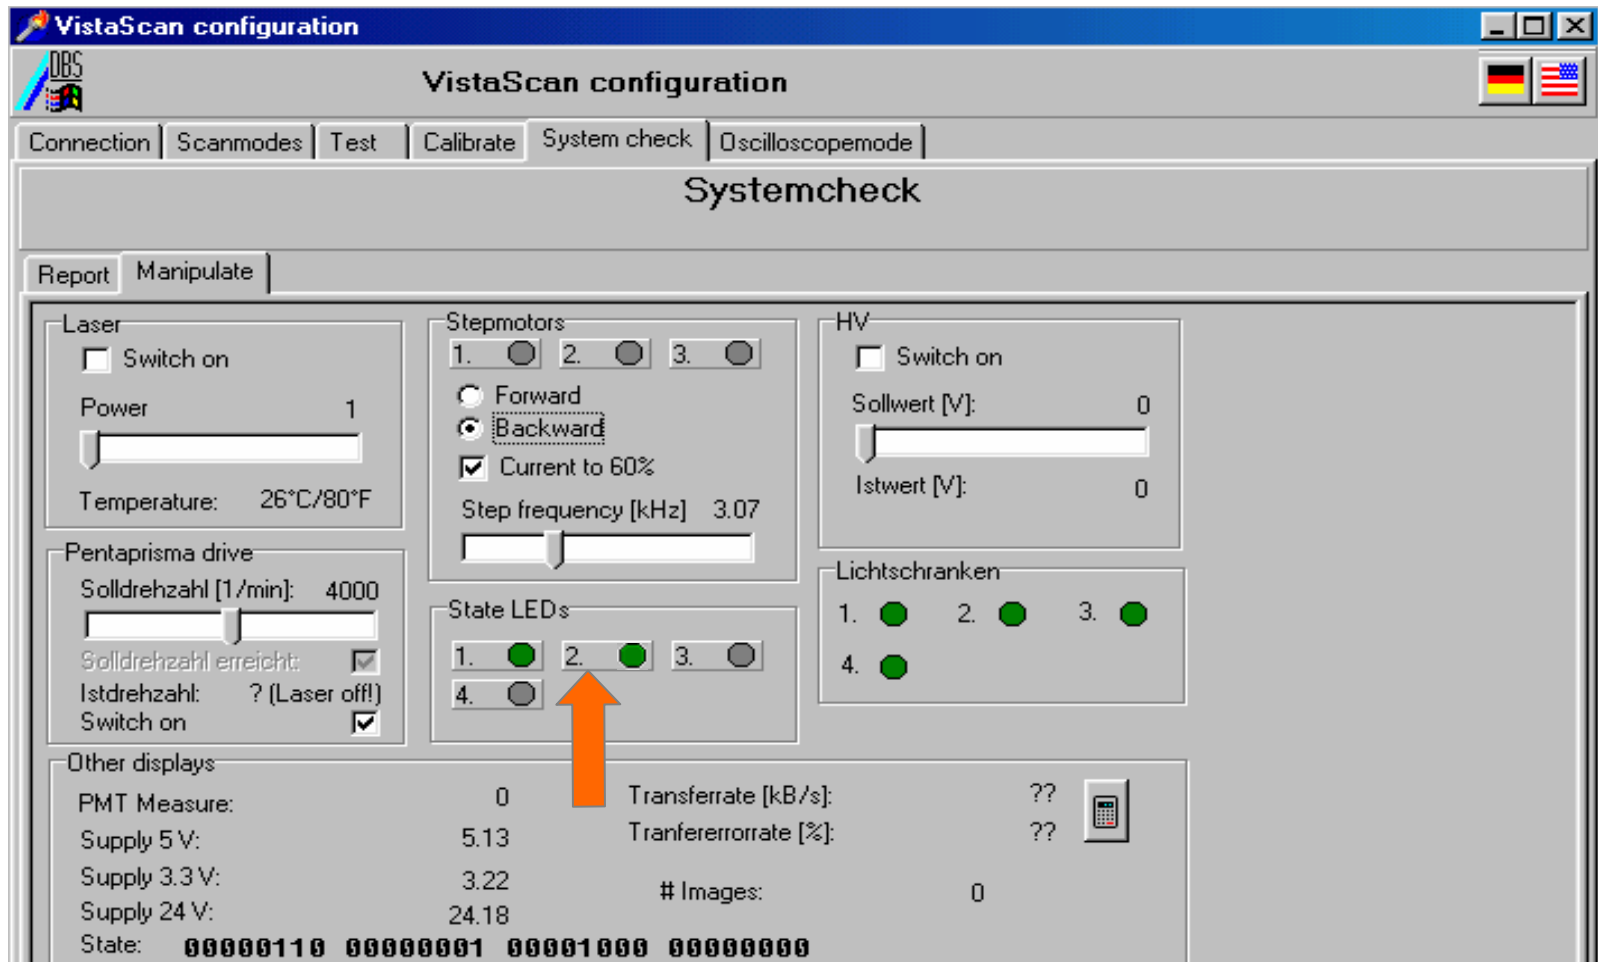 VistaScan configuration
DBS
VistaScan configuration
Connection Scanmodes Test Calibrate System check Oscilloscopemode
Systemcheck
Report Manipulate
Laser
Switch on
Power 1
Temperature: 26°C/80°F
Stepmotors
1. 2. 3.
Forward
Backward
Current to 60%
Step frequency [kHz] 3.07
HV
Switch on
Sollwert [V]: 0
Istwert [V]: 0
Pentaprisma drive
Solldrehzahl [1/min]: 4000
Solldrehzahl erreicht:
Istdrehzahl: ? (Laser off!)
Switch on
State LEDs
1. 2. 3.
4.
Lichtschranken
1. 2. 3.
4.
Other displays
PMT Measure: 0
Supply 5 V: 5.13
Supply 3.3 V: 3.22
Supply 24 V: 24.18
Transferrate [kB/s]: ??
Tranfererrorrate [%]: ??
# Images: 0
State: 00000110 00000001 00001000 00000000